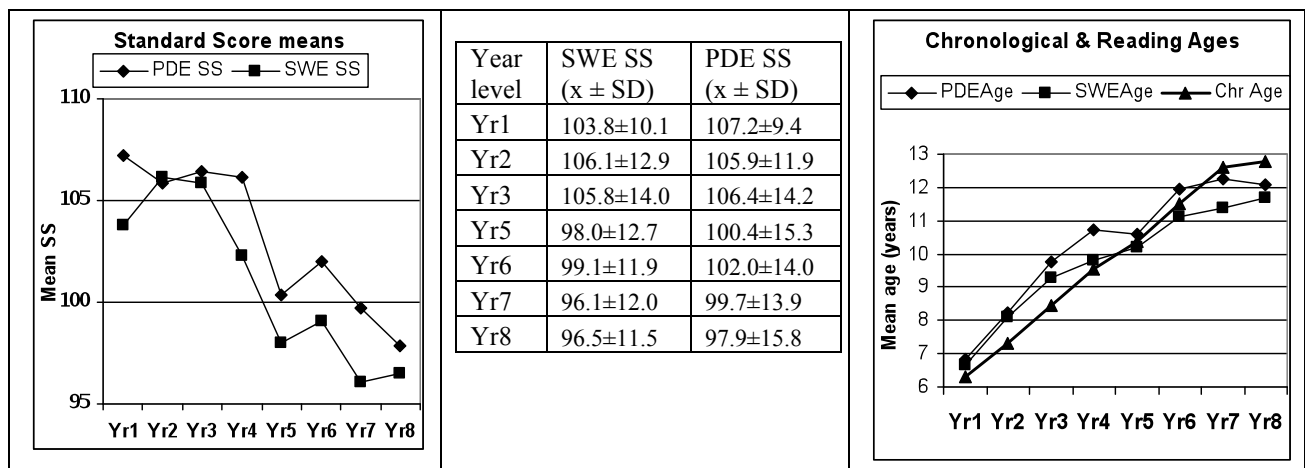 Standard Score means
PDE SS SWE SS
110
105
100
95
Mean SS
Yr1 Yr2 Yr3 Yr4 Yr5 Yr6 Yr7 Yr8
Year level SWE SS (x ± SD) PDE SS (x ± SD)
Yr1 103.8±10.1 107.2±9.4
Yr2 106.1±12.9 105.9±11.9
Yr3 105.8±14.0 106.4±14.2
Yr5 98.0±12.7 100.4±15.3
Yr6 99.1±11.9 102.0±14.0
Yr7 96.1±12.0 99.7±13.9
Yr8 96.5±11.5 97.9±15.8
Chronological & Reading Ages
PDEAge SWEAge Chr Age
13
12
11
10
9
8
7
6
Mean age (years)
Yr1 Yr2 Yr3 Yr4 Yr5 Yr6 Yr7 Yr8